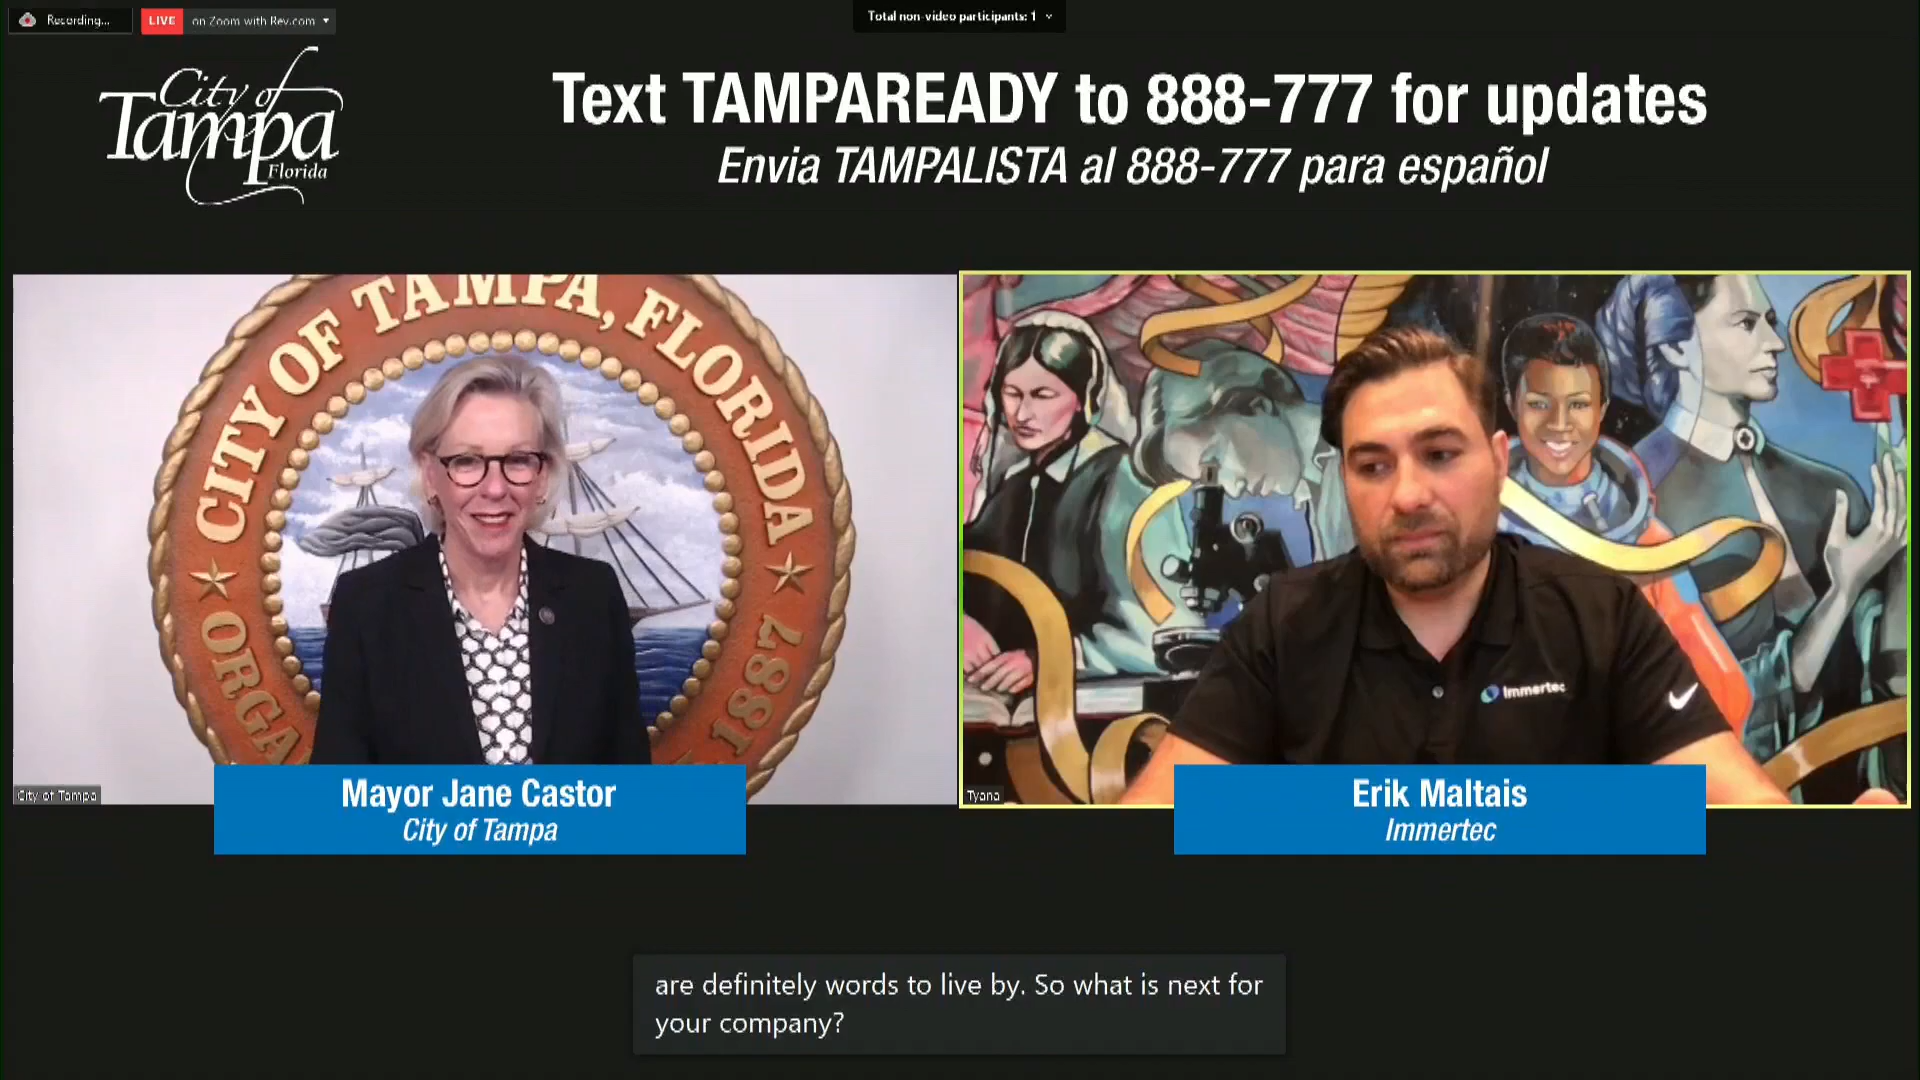 Recording...
LIVE on Zoom with Rev.com
Total non-video participants: 1
City of
Tampa
Florida
Text TAMPAREADY to 888-777 for updates
Envia TAMPALISTA al 888-777 para español
CITY OF TAMPA, FLORIDA
ORGA
1887
Immertec
City of Tampa
Tyana
Mayor Jane Castor
City of Tampa
Erik Maltais
Immertec
are definitely words to live by. So what is next for
your company?